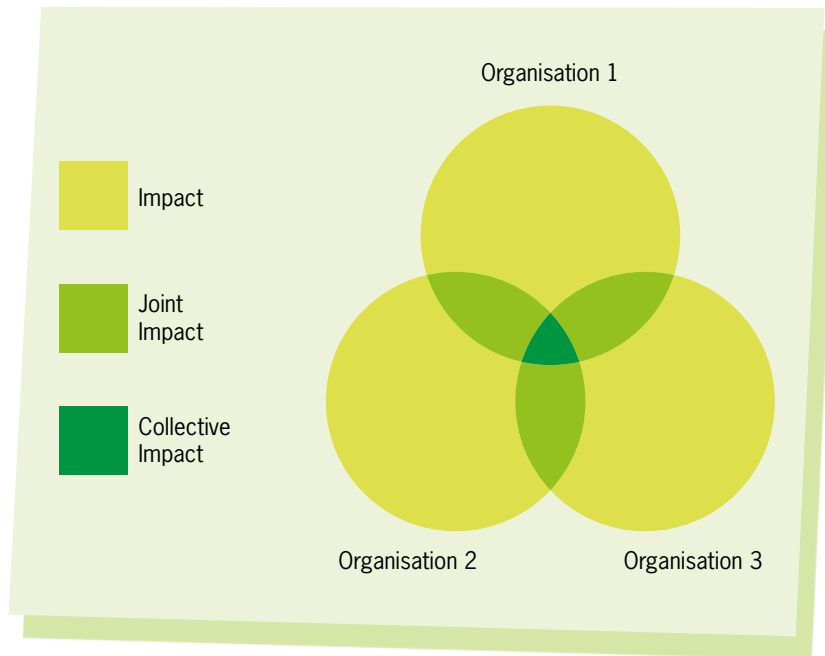 Organisation 1
Impact
Joint
Impact
Collective
Impact
Organisation 2
Organisation 3